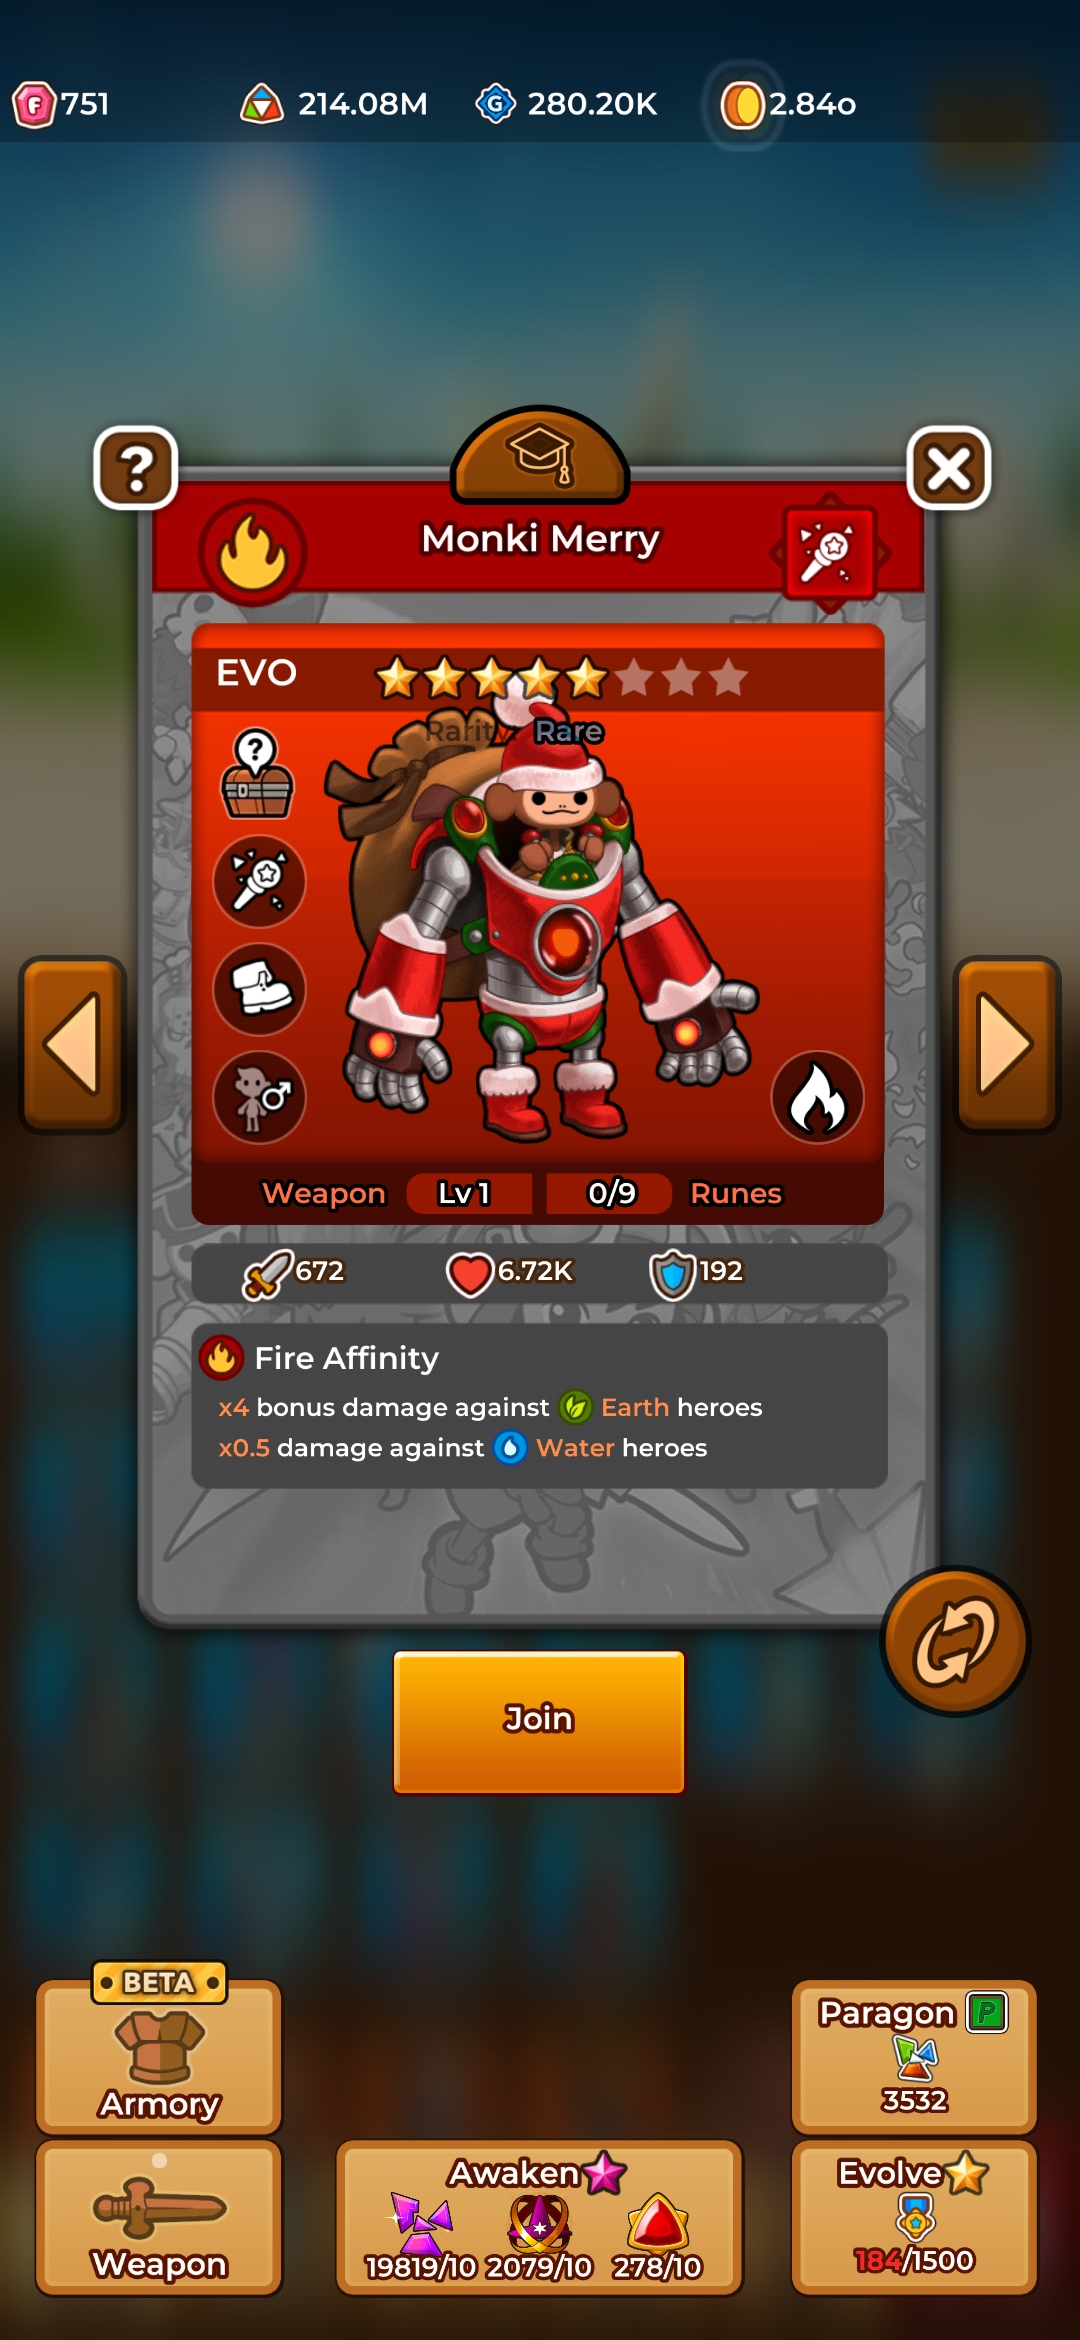 F 751 214.08M G 280.20K 2.84o
?
Monki Merry
EVO
Rarity Rare
?
Weapon Lv 1 0/9 Runes
672 6.72K 192
Fire Affinity
x4 bonus damage against Earth heroes
x0.5 damage against Water heroes
Join
BETA
Armory
Paragon P
3532
Weapon
Awaken
19819/10 2079/10 278/10
Evolve
184/1500